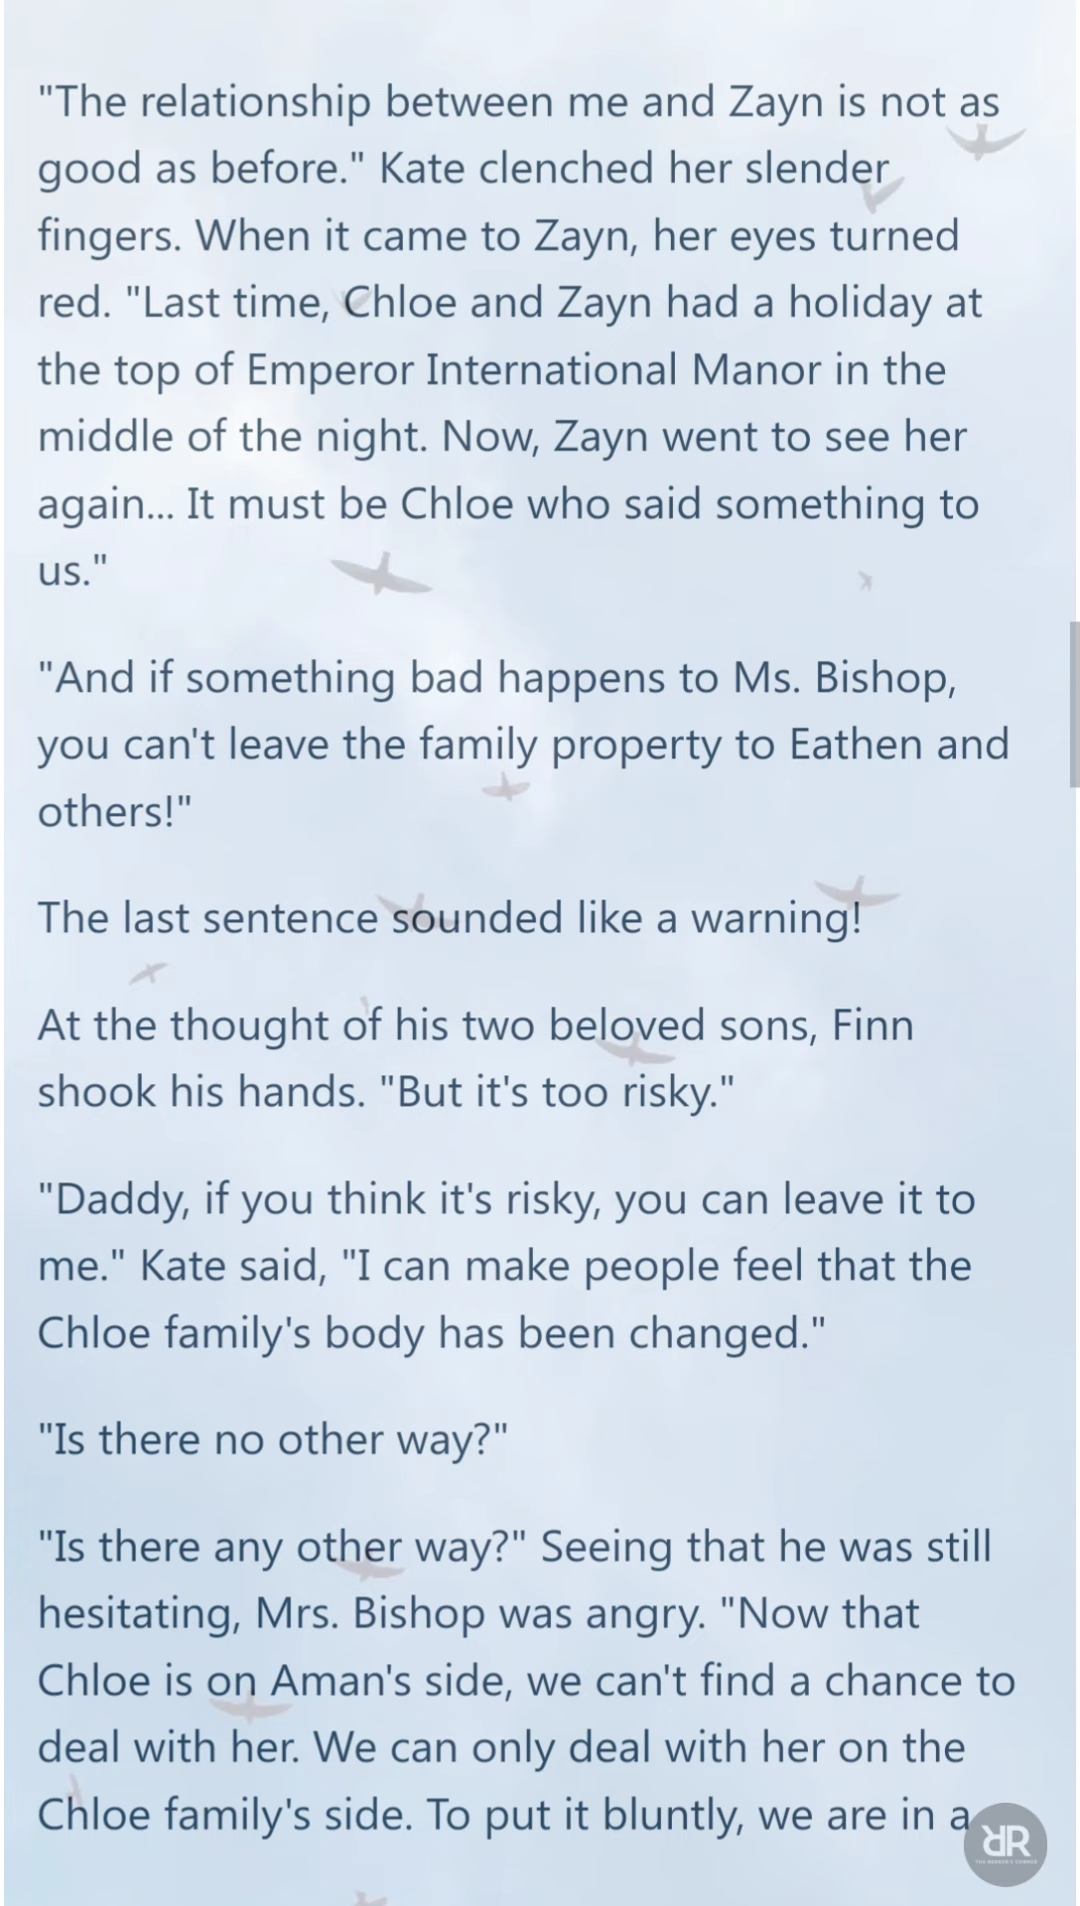 "The relationship between me and Zayn is not as
good as before." Kate clenched her slender
fingers. When it came to Zayn, her eyes turned
red. "Last time, Chloe and Zayn had a holiday at
the top of Emperor International Manor in the
middle of the night. Now, Zayn went to see her
again... It must be Chloe who said something to
us."
"And if something bad happens to Ms. Bishop,
you can't leave the family property to Eathen and
others!"
The last sentence sounded like a warning!
At the thought of his two beloved sons, Finn
shook his hands. "But it's too risky."
"Daddy, if you think it's risky, you can leave it to
me." Kate said, "I can make people feel that the
Chloe family's body has been changed."
"Is there no other way?"
"Is there any other way?" Seeing that he was still
hesitating, Mrs. Bishop was angry. "Now that
Chloe is on Aman's side, we can't find a chance to
deal with her. We can only deal with her on the
Chloe family's side. To put it bluntly, we are in a
RR
THE READER'S CORNER